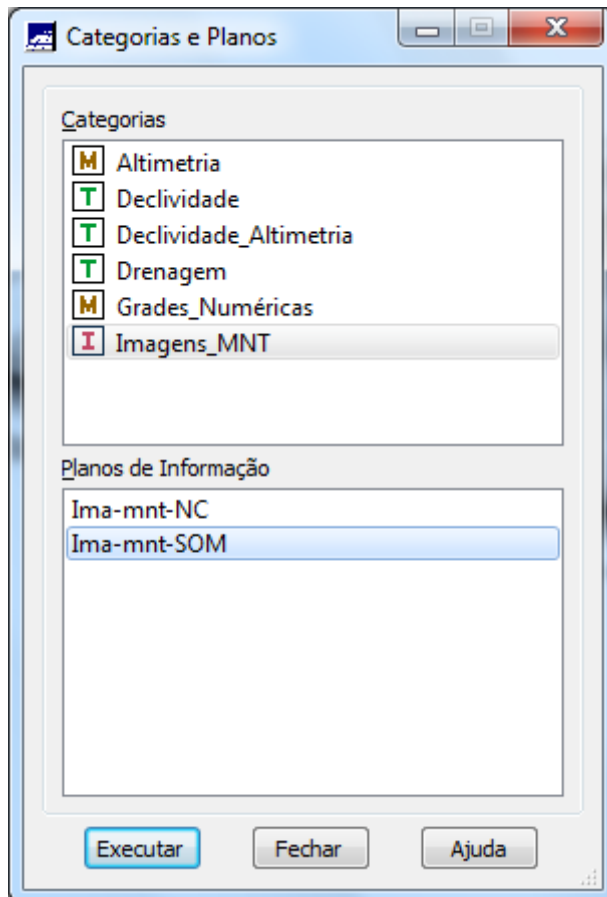 Categorias e Planos
Categorias
M Altimetria
T Declividade
T Declividade_Altimetria
T Drenagem
M Grades_Numéricas
I Imagens_MNT
Planos de Informação
Ima-mnt-NC
Ima-mnt-SOM
Executar Fechar Ajuda